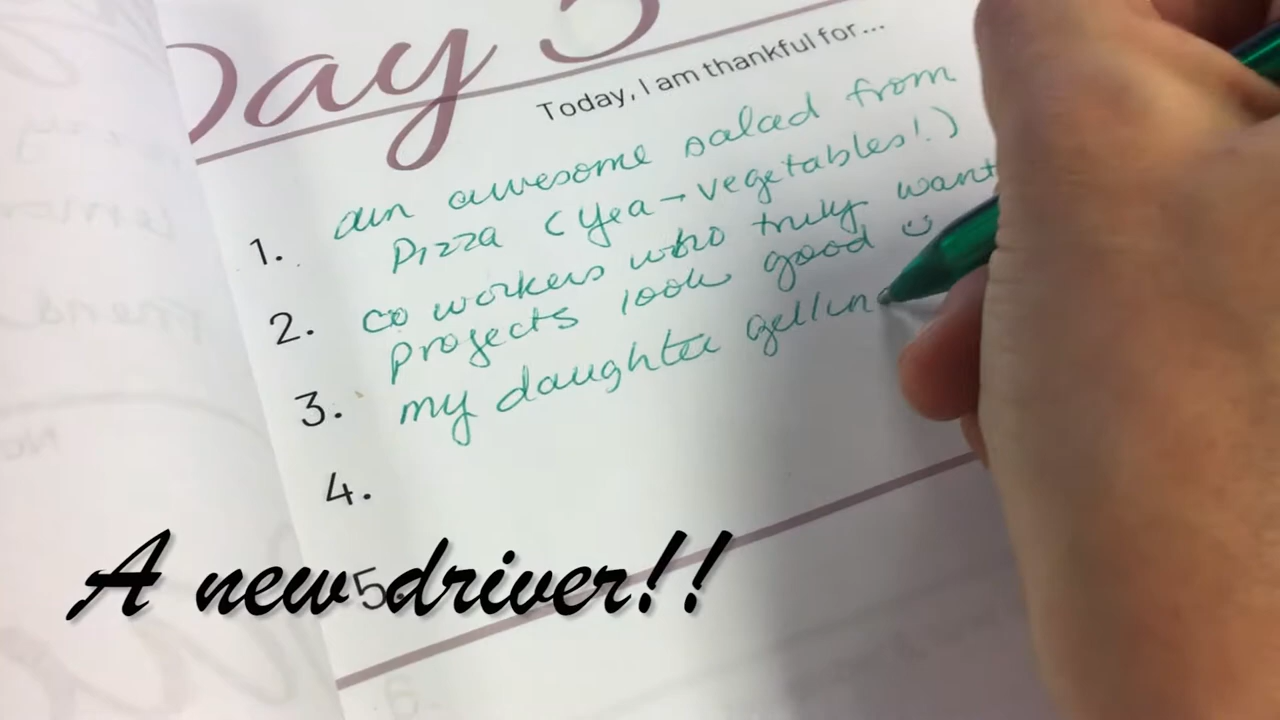 Day 5
Today, I am thankful for...
1. an awesome salad from
Pizza (yea - vegetables!)
2. co workers who truly want
projects look good ☺
3. my daughter gettin
4.
5.
A new driver!!